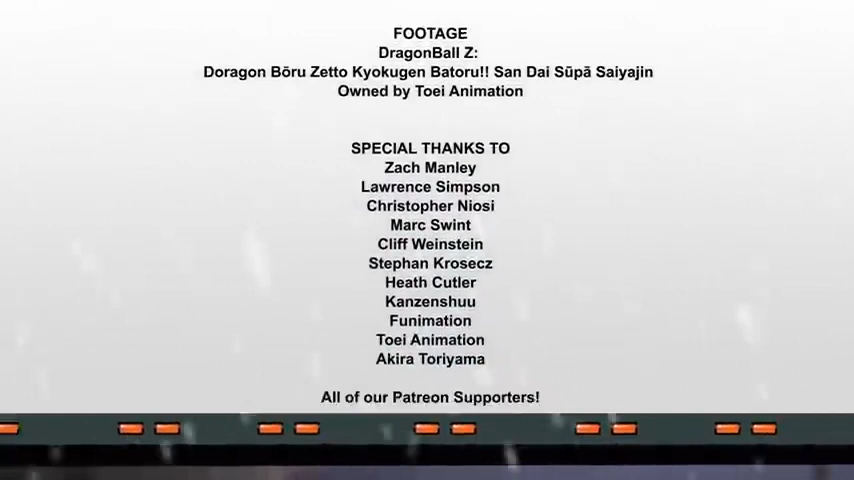 FOOTAGE
DragonBall Z:
Doragon Bōru Zetto Kyokugen Batoru!! San Dai Sūpā Saiyajin
Owned by Toei Animation
SPECIAL THANKS TO
Zach Manley
Lawrence Simpson
Christopher Niosi
Marc Swint
Cliff Weinstein
Stephan Krosecz
Heath Cutler
Kanzenshuu
Funimation
Toei Animation
Akira Toriyama
All of our Patreon Supporters!